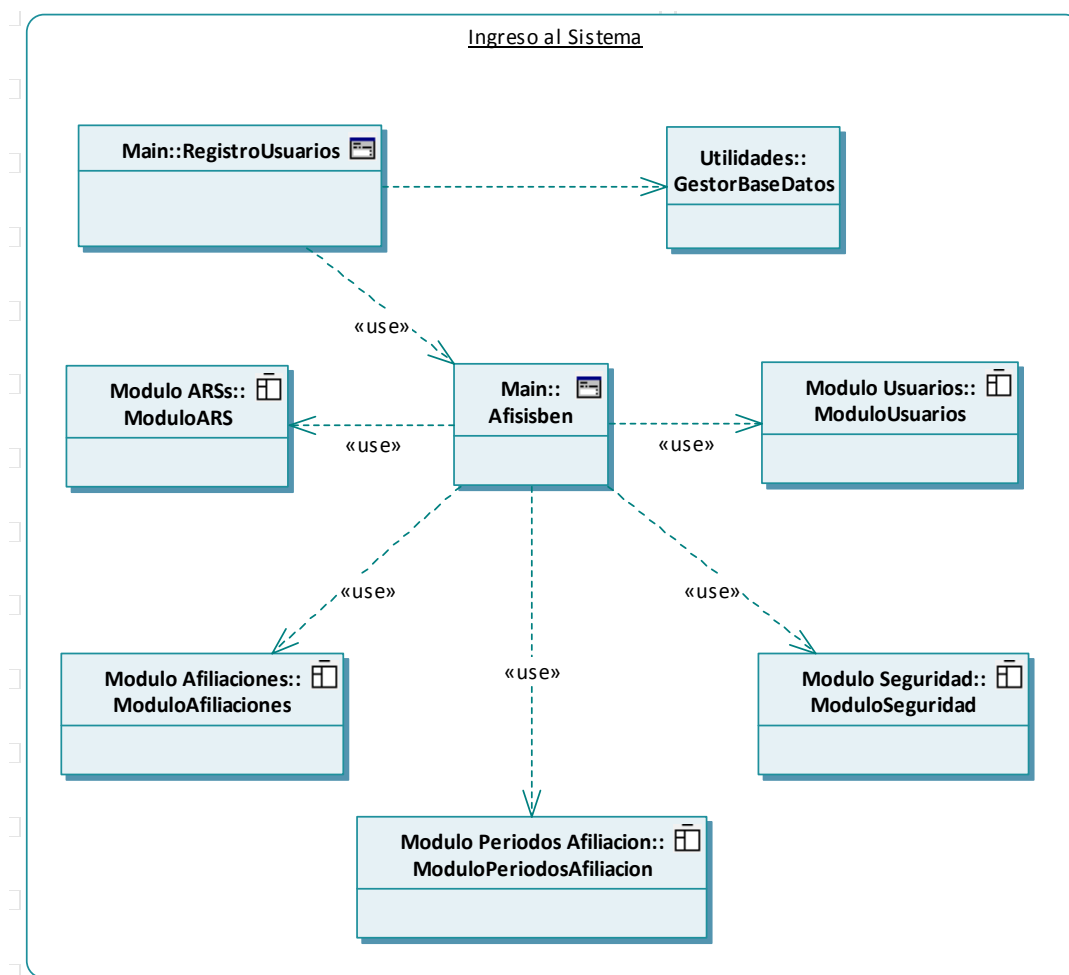 Ingreso al Sistema
Main::RegistroUsuarios
Utilidades::
GestorBaseDatos
«use»
Modulo ARSs::
ModuloARS
Main::
Afisisben
Modulo Usuarios::
ModuloUsuarios
«use»
«use»
«use»
«use»
«use»
Modulo Afiliaciones::
ModuloAfiliaciones
Modulo Seguridad::
ModuloSeguridad
Modulo Periodos Afiliacion::
ModuloPeriodosAfiliacion